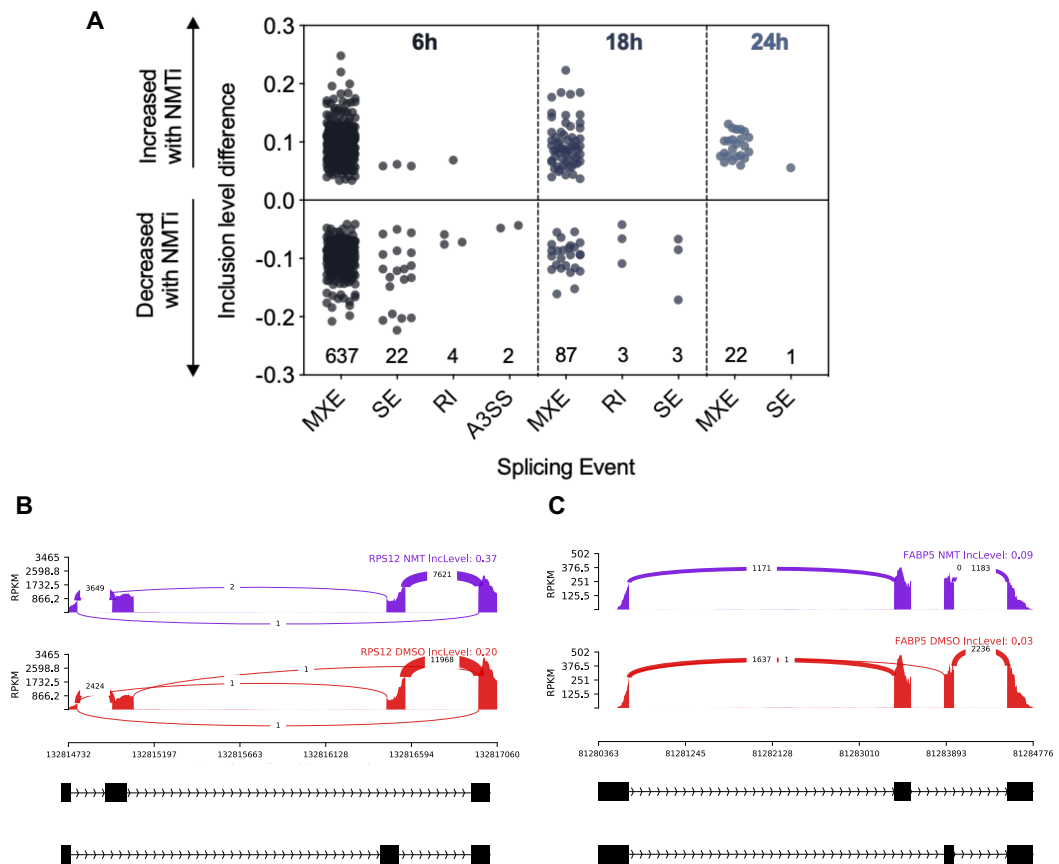 A
Increased
with NMTi
Decreased
with NMTi
Inclusion level difference
0.3
0.2
0.1
0.0
-0.1
-0.2
-0.3
6h
18h
24h
637
22
4
2
87
3
3
22
1
MXE
SE
RI
A3SS
MXE
RI
SE
MXE
SE
Splicing Event
B
RPS12 NMT IncLevel: 0.37
RPKM
3465
2598.8
1732.5
866.2
3649
2
7621
1
RPS12 DMSO IncLevel: 0.20
RPKM
3465
2598.8
1732.5
866.2
2424
1
1
11968
1
132814732
132815197
132815663
132816128
132816594
132817060
C
FABP5 NMT IncLevel: 0.09
RPKM
502
376.5
251
125.5
1171
0
1183
FABP5 DMSO IncLevel: 0.03
RPKM
502
376.5
251
125.5
1637
1
2236
81280363
81281245
81282128
81283010
81283893
81284776